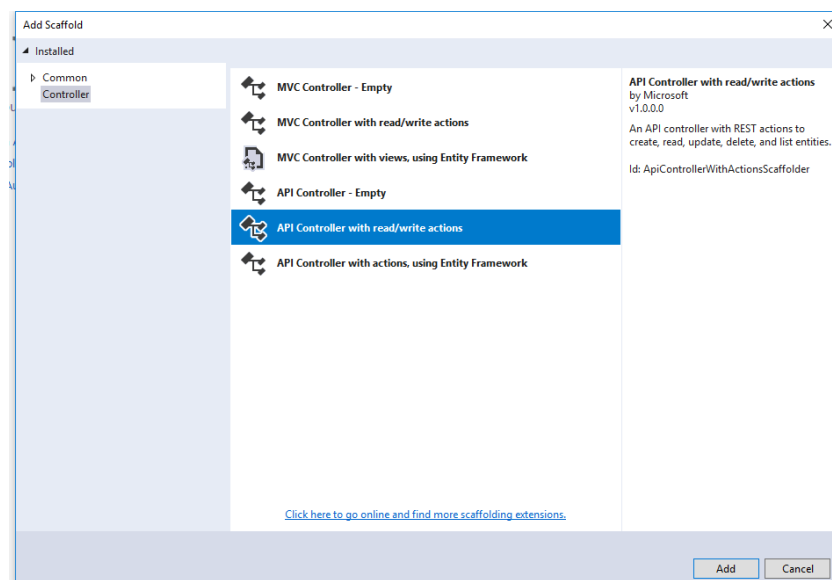 Add Scaffold
Installed
Common
Controller
MVC Controller - Empty
MVC Controller with read/write actions
MVC Controller with views, using Entity Framework
API Controller - Empty
API Controller with read/write actions
API Controller with actions, using Entity Framework
Click here to go online and find more scaffolding extensions.
API Controller with read/write actions
by Microsoft
v1.0.0.0
An API controller with REST actions to
create, read, update, delete, and list entities.
Id: ApiControllerWithActionsScaffolder
Add
Cancel